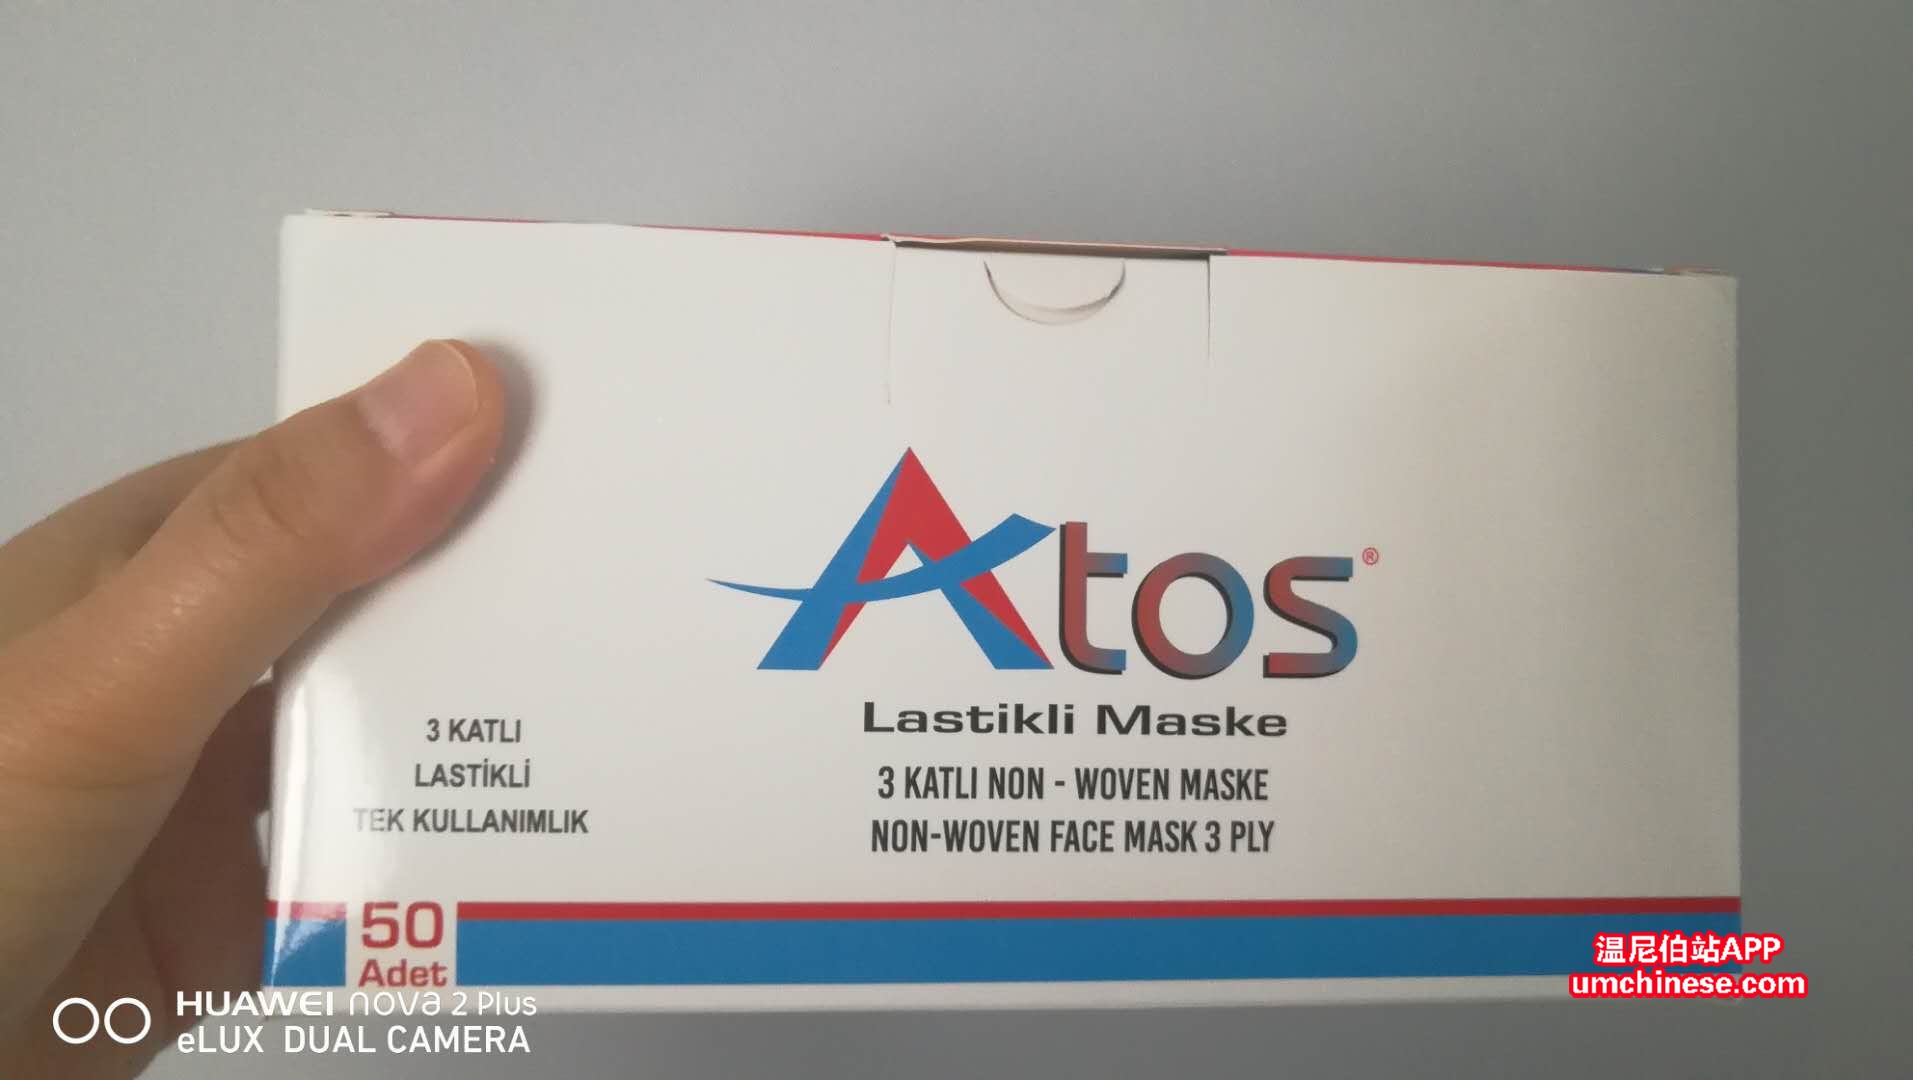 Atos®
Lastikli Maske
3 KATLI NON - WOVEN MASKE
NON-WOVEN FACE MASK 3 PLY
3 KATLI
LASTİKLİ
TEK KULLANIMLIK
50
Adet
HUAWEI nova 2 Plus
eLUX DUAL CAMERA
温尼伯站APP
umchinese.com